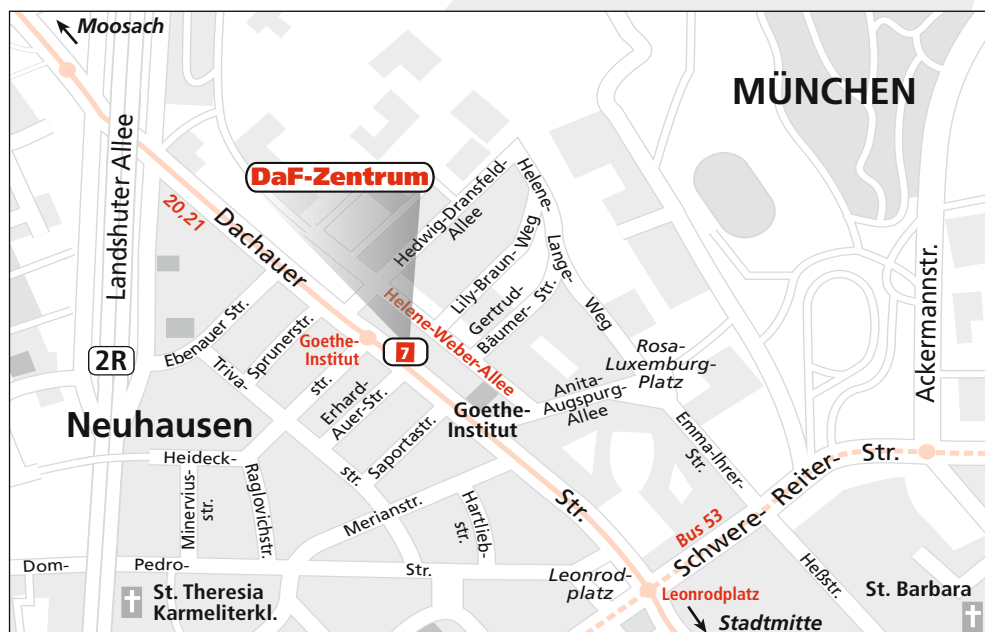 Moosach
MÜNCHEN
Landshuter Allee
DaF-Zentrum
20,21
Dachauer
Hedwig-Dransfeld-
Allee
Helene-
Lange-
Weg
Lily-Braun-Weg
Gertrud-
Bäumer- Str.
Helene-Weber-Allee
Ackermannstr.
Ebenauer Str.
Sprunerstr.
Triva-
str.
Goethe-
Institut
7
2R
Erhard-
Auer-Str.
Rosa-
Luxemburg-
Platz
Anita-
Augspurg-
Allee
Goethe-
Institut
Neuhausen
Saportastr.
str.
Emma-Ihrer-
Str.
Heideck-
Minervius-
str.
Raglovichstr.
Merianstr.
Hartlieb-
str.
Str.
Schwere- Reiter- Str.
Bus 53
Dom- Pedro- Str.
Leonrod-
platz
Leonrodplatz
Heßstr.
St. Barbara
St. Theresia
Karmeliterkl.
Stadtmitte